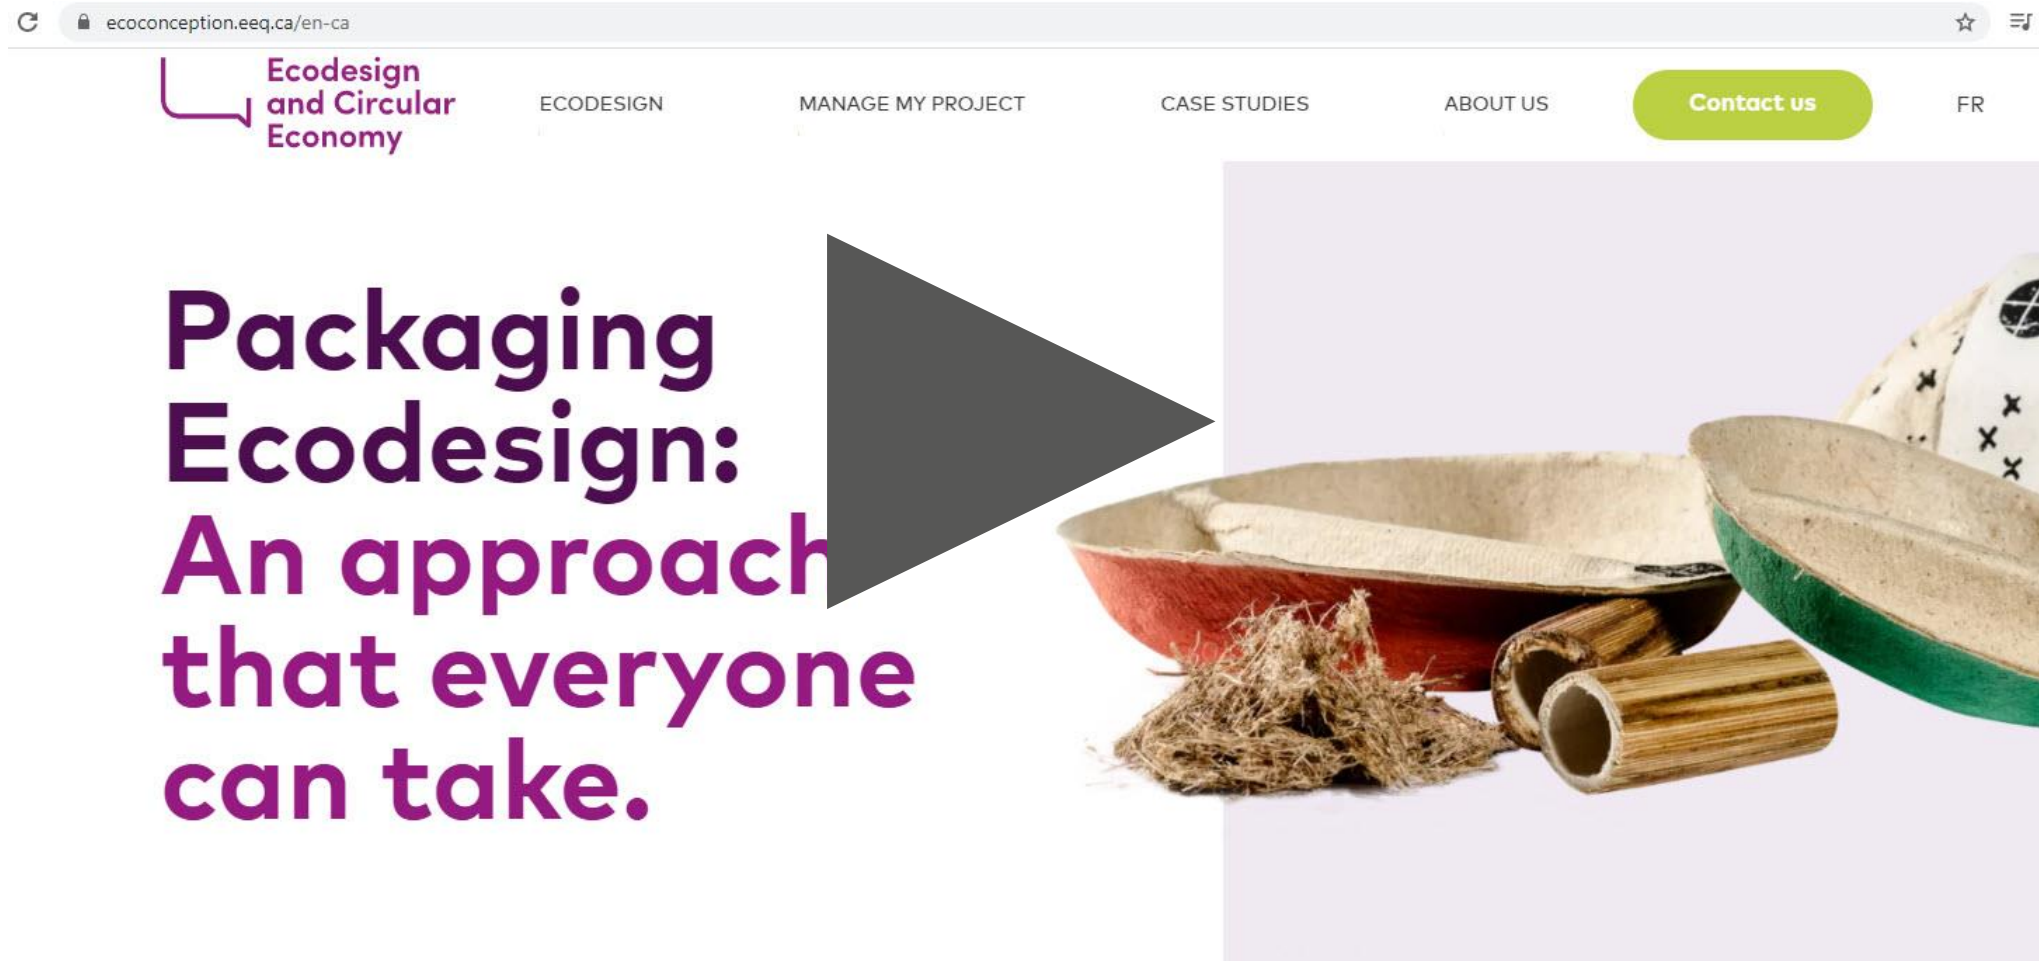 ecoconception.eeq.ca/en-ca
Ecodesign
and Circular
Economy
ECODESIGN
MANAGE MY PROJECT
CASE STUDIES
ABOUT US
Contact us
FR
Packaging
Ecodesign:
An approach
that everyone
can take.